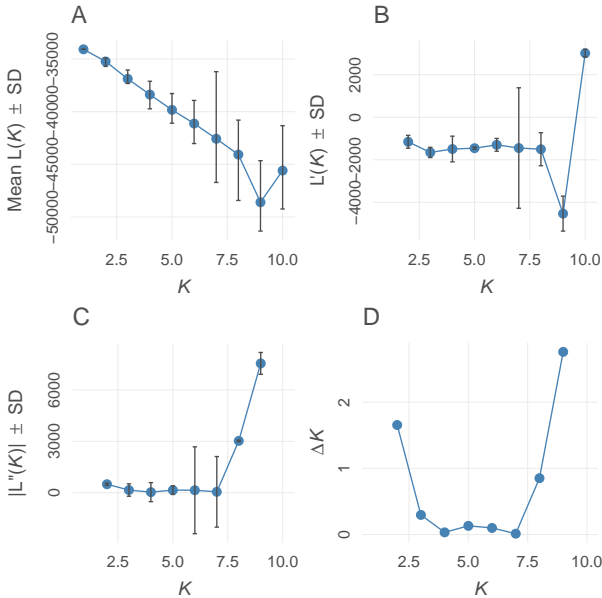 A
Mean L(K) ± SD
−35000
−40000
−45000
−50000
2.5
5.0
7.5
10.0
K
B
L'(K) ± SD
2000
0
−2000
−4000
2.5
5.0
7.5
10.0
K
C
|L"(K)| ± SD
6000
3000
0
2.5
5.0
7.5
10.0
K
D
ΔK
2
1
0
2.5
5.0
7.5
10.0
K